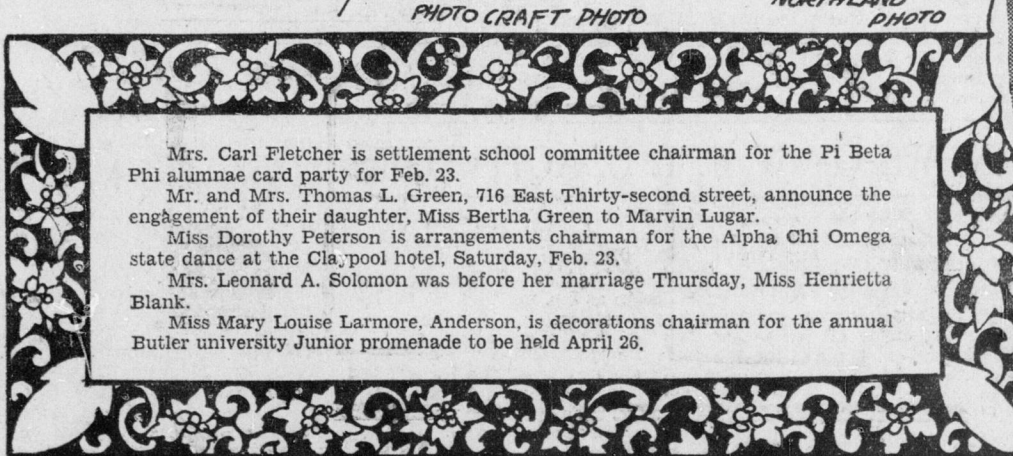 PHOTO CRAFT PHOTO
NORTHLAND
PHOTO
Mrs. Carl Fletcher is settlement school committee chairman for the Pi Beta
Phi alumnae card party for Feb. 23.
Mr. and Mrs. Thomas L. Green, 716 East Thirty-second street, announce the
engagement of their daughter, Miss Bertha Green to Marvin Lugar.
Miss Dorothy Peterson is arrangements chairman for the Alpha Chi Omega
state dance at the Claypool hotel, Saturday, Feb. 23.
Mrs. Leonard A. Solomon was before her marriage Thursday, Miss Henrietta
Blank.
Miss Mary Louise Larmore, Anderson, is decorations chairman for the annual
Butler university Junior promenade to be held April 26.